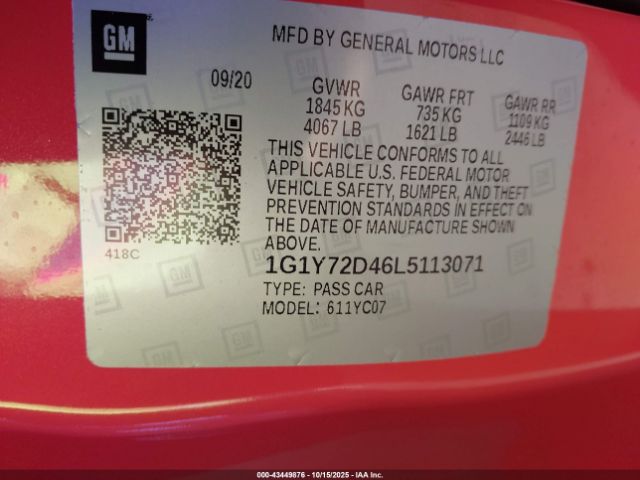 GM
MFD BY GENERAL MOTORS LLC
09/20
GVWR
1845 KG
4067 LB
GAWR FRT
735 KG
1621 LB
GAWR RR
1109 KG
2446 LB
THIS VEHICLE CONFORMS TO ALL
APPLICABLE U.S. FEDERAL MOTOR
VEHICLE SAFETY, BUMPER, AND THEFT
PREVENTION STANDARDS IN EFFECT ON
THE DATE OF MANUFACTURE SHOWN
ABOVE.
418C
1G1Y72D46L5113071
TYPE: PASS CAR
MODEL: 611YC07
000-43449876 - 10/15/2025 - IAA Inc.